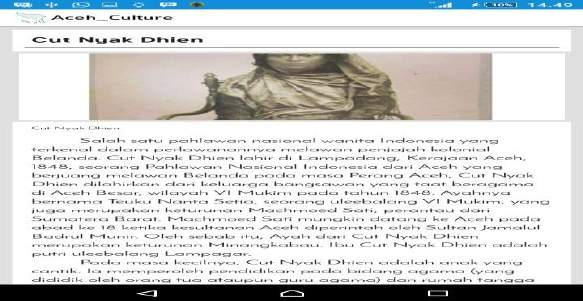 30%
14.49
Aceh_Culture
Cut Nyak Dhien
Cut Nyak Dhien
Salah satu pahlawan nasional wanita Indonesia yang
terkenal dalam perlawanannya melawan penjajah kolonial
Belanda. Cut Nyak Dhien lahir di Lampadang, Kerajaan Aceh,
1848, seorang Pahlawan Nasional Indonesia dari Aceh yang
berjuang melawan Belanda pada masa Perang Aceh, Cut Nyak
Dhien dilahirkan dari keluarga bangsawan yang taat beragama
di Aceh Besar, wilayah VI Mukim pada tahun 1848. Ayahnya
bernama Teuku Nanta Setia, seorang uleebalang VI Mukim, yang
juga merupakan keturunan Machmoed Sati, perantau dari
Sumatera Barat. Machmoed Sati mungkin datang ke Aceh pada
abad ke 18 ketika kesultanan Aceh diperintah oleh Sultan Jamalul
Badrul Munir. Oleh sebab itu, Ayah dari Cut Nyak Dhien
merupakan keturunan Minangkabau. Ibu Cut Nyak Dhien adalah
putri uleebalang Lampagar.
Pada masa kecilnya, Cut Nyak Dhien adalah anak yang
cantik. Ia memperoleh pendidikan pada bidang agama (yang
dididik oleh orang tua ataupun guru agama) dan rumah tangga